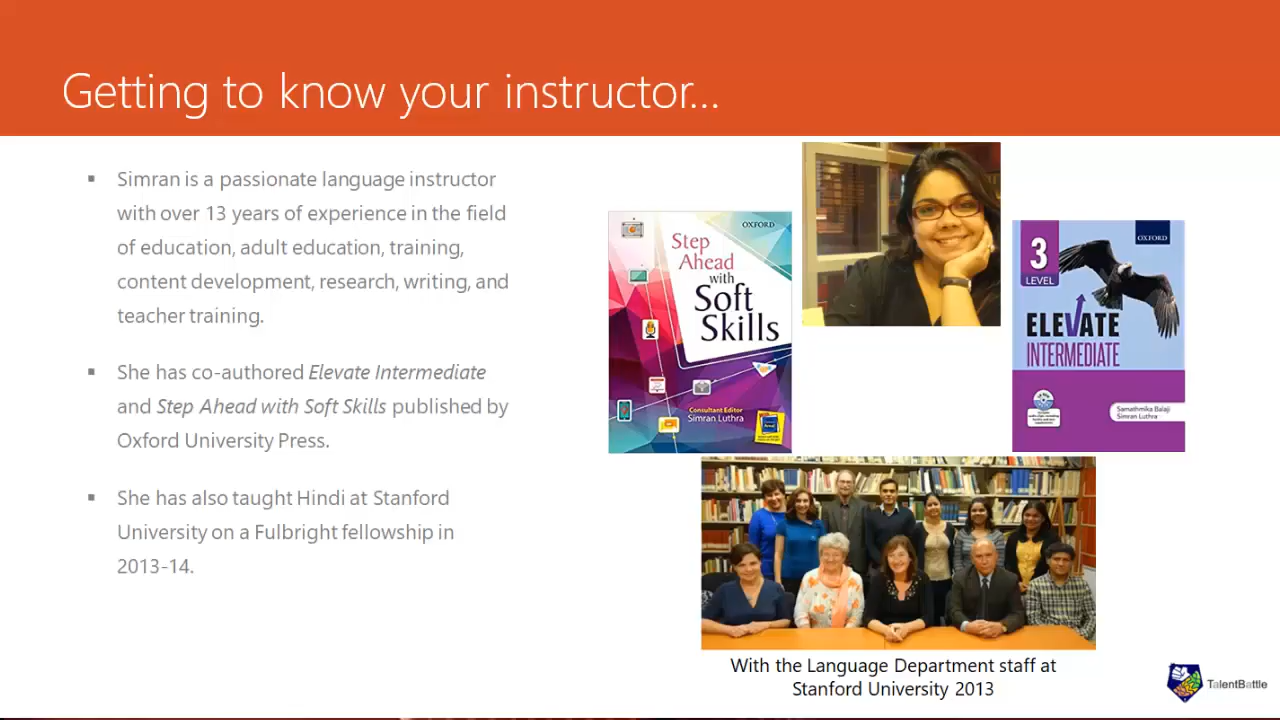 Getting to know your instructor...
Simran is a passionate language instructor
with over 13 years of experience in the field
of education, adult education, training,
content development, research, writing, and
teacher training.
She has co-authored Elevate Intermediate
and Step Ahead with Soft Skills published by
Oxford University Press.
She has also taught Hindi at Stanford
University on a Fulbright fellowship in
2013-14.
OXFORD
Step
Ahead
with
Soft
Skills
Consultant Editor
Simran Luthra
OXFORD
3
LEVEL
ELEVATE
INTERMEDIATE
Samathmika Balaji
Simran Luthra
With the Language Department staff at
Stanford University 2013
TalentBattle